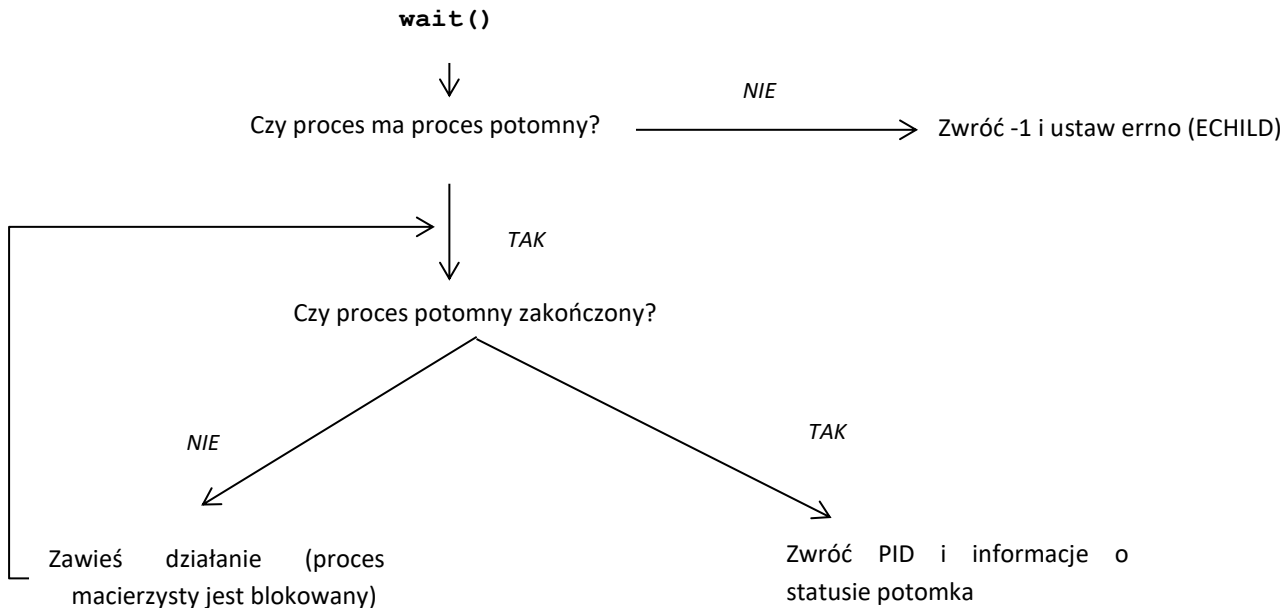 wait()
NIE
Czy proces ma proces potomny?
Zwróć -1 i ustaw errno (ECHILD)
TAK
Czy proces potomny zakończony?
NIE
TAK
Zawieś działanie (proces
macierzysty jest blokowany)
Zwróć PID i informacje o
statusie potomka